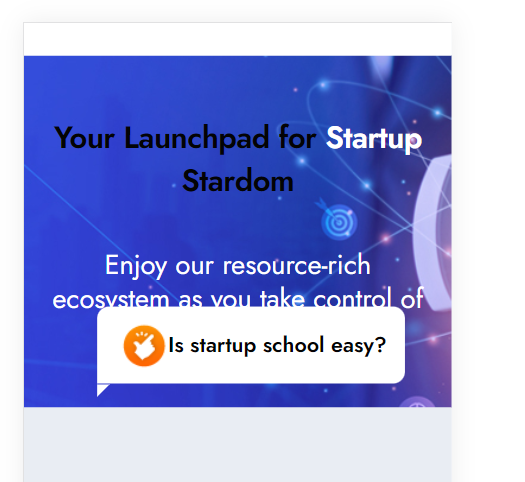 Your Launchpad for Startup
Stardom
Enjoy our resource-rich
ecosystem as you take control of
Is startup school easy?